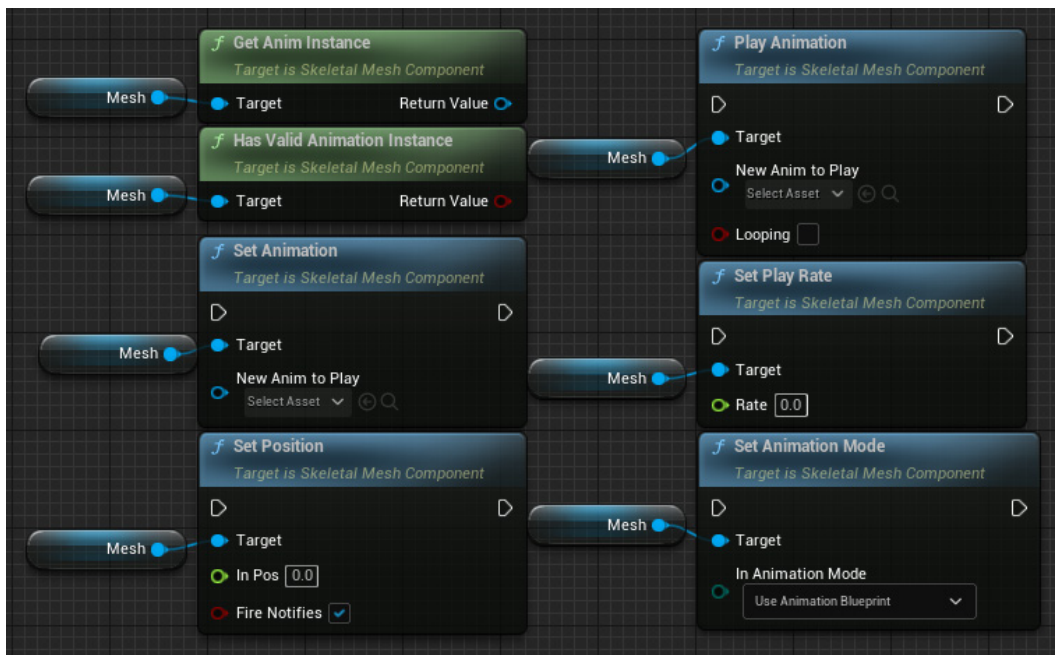 Get Anim Instance
Target is Skeletal Mesh Component
Mesh
Target
Return Value
Has Valid Animation Instance
Target is Skeletal Mesh Component
Mesh
Target
Return Value
Set Animation
Target is Skeletal Mesh Component
Mesh
Target
New Anim to Play
Select Asset
Set Position
Target is Skeletal Mesh Component
Mesh
Target
In Pos 0.0
Fire Notifies
Play Animation
Target is Skeletal Mesh Component
Mesh
Target
New Anim to Play
Select Asset
Looping
Set Play Rate
Target is Skeletal Mesh Component
Mesh
Target
Rate 0.0
Set Animation Mode
Target is Skeletal Mesh Component
Mesh
Target
In Animation Mode
Use Animation Blueprint